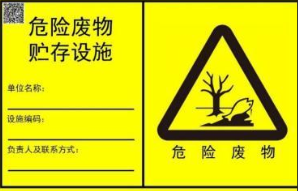 危险废物
贮存设施
单位名称：
设施编码：
负责人及联系方式：
危险废物